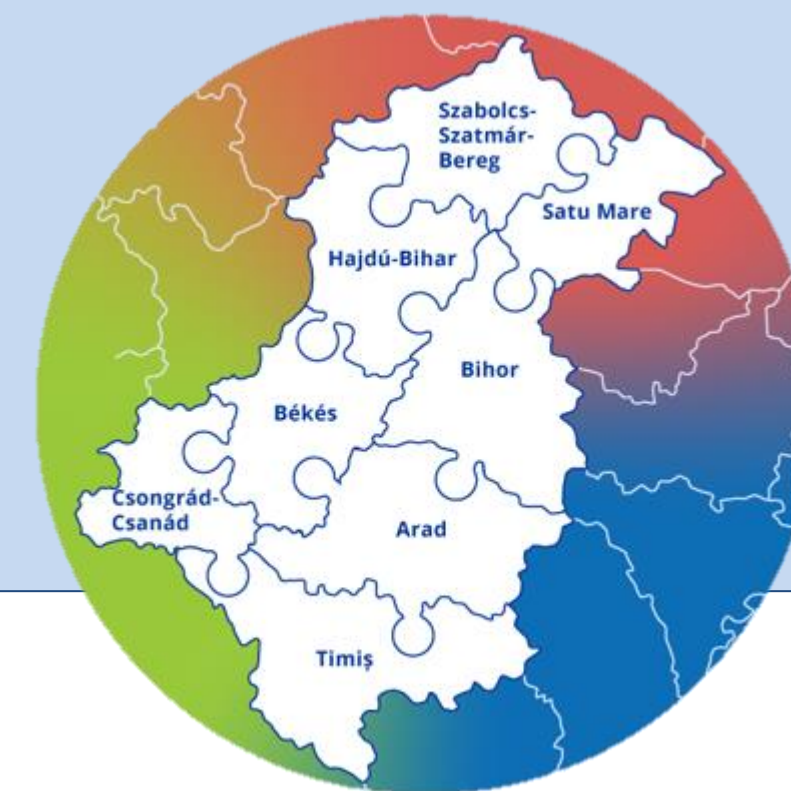 Szabolcs-
Szatmár-
Bereg
Satu Mare
Hajdú-Bihar
Bihor
Békés
Csongrád-
Csanád
Arad
Timiș